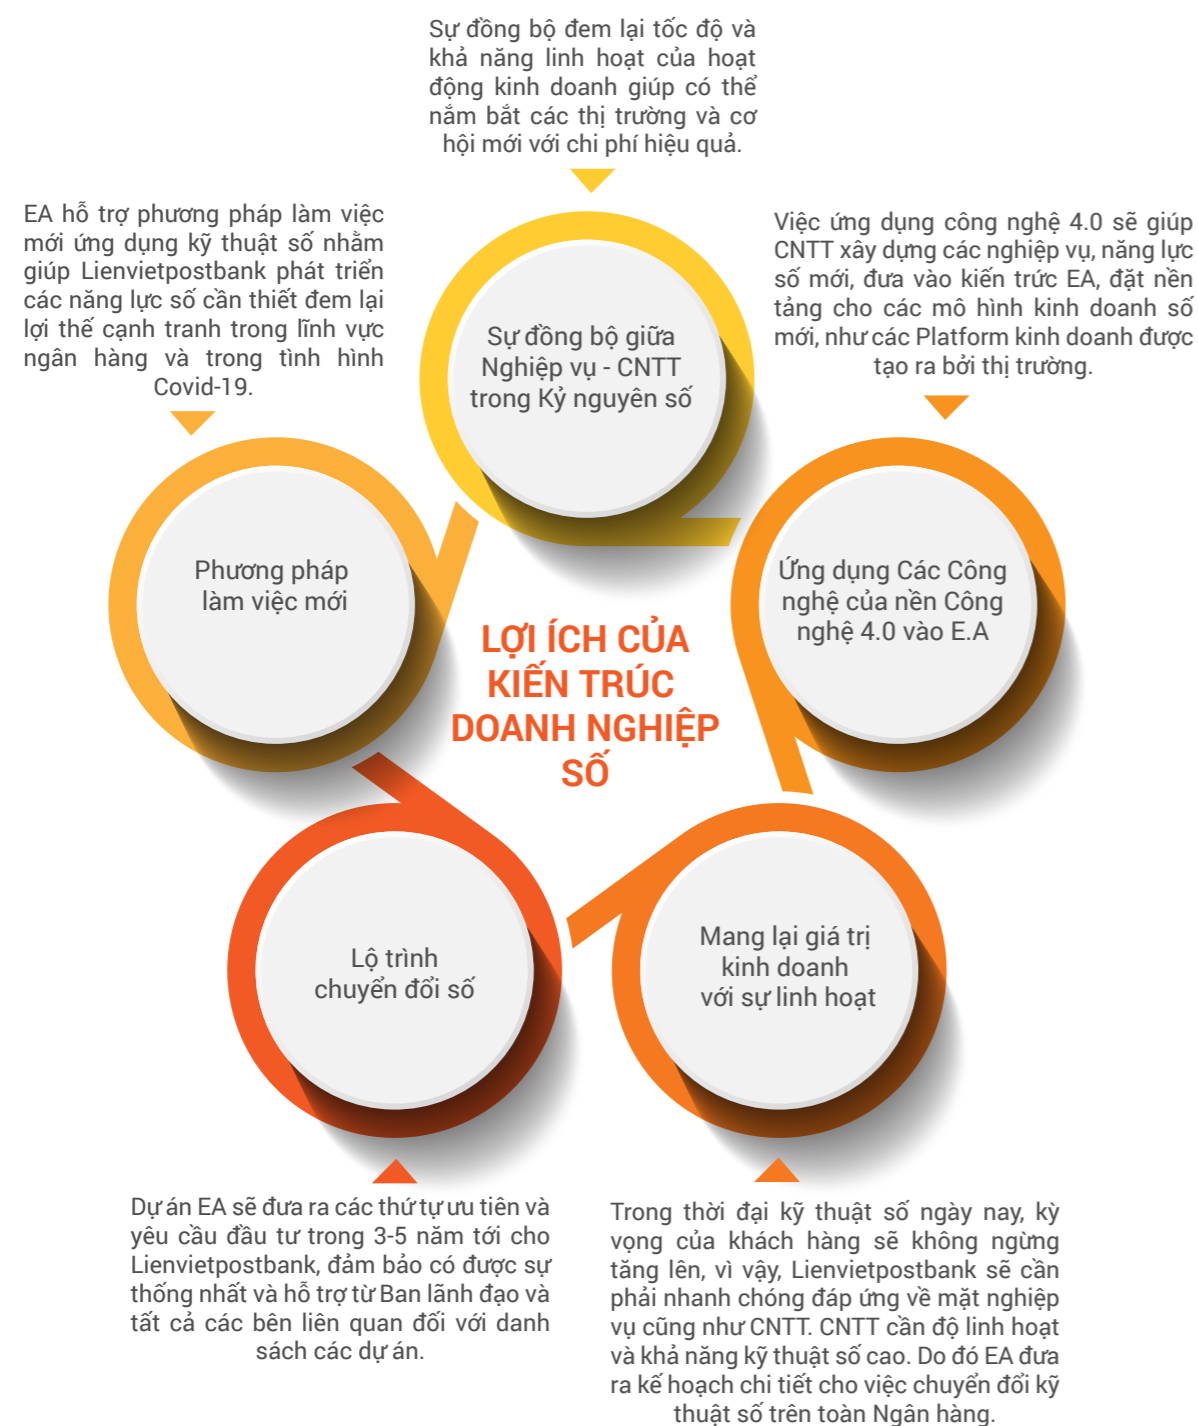 Sự đồng bộ đem lại tốc độ và
khả năng linh hoạt của hoạt
động kinh doanh giúp có thể
nắm bắt các thị trường và cơ
hội mới với chi phí hiệu quả.
EA hỗ trợ phương pháp làm việc
mới ứng dụng kỹ thuật số nhằm
giúp Lienvietpostbank phát triển
các năng lực số cần thiết đem lại
lợi thế cạnh tranh trong lĩnh vực
ngân hàng và trong tình hình
Covid-19.
Việc ứng dụng công nghệ 4.0 sẽ giúp
CNTT xây dựng các nghiệp vụ, năng lực
số mới, đưa vào kiến trúc EA, đặt nền
tảng cho các mô hình kinh doanh số
mới, như các Platform kinh doanh được
tạo ra bởi thị trường.
Sự đồng bộ giữa
Nghiệp vụ - CNTT
trong Kỷ nguyên số
Phương pháp
làm việc mới
Ứng dụng Các Công
nghệ của nền Công
nghệ 4.0 vào E.A
LỢI ÍCH CỦA
KIẾN TRÚC
DOANH NGHIỆP
SỐ
Lộ trình
chuyển đổi số
Mang lại giá trị
kinh doanh
với sự linh hoạt
Dự án EA sẽ đưa ra các thứ tự ưu tiên và
yêu cầu đầu tư trong 3-5 năm tới cho
Lienvietpostbank, đảm bảo có được sự
thống nhất và hỗ trợ từ Ban lãnh đạo và
tất cả các bên liên quan đối với danh
sách các dự án.
Trong thời đại kỹ thuật số ngày nay, kỳ
vọng của khách hàng sẽ không ngừng
tăng lên, vì vậy, Lienvietpostbank sẽ cần
phải nhanh chóng đáp ứng về mặt nghiệp
vụ cũng như CNTT. CNTT cần độ linh hoạt
và khả năng kỹ thuật số cao. Do đó EA đưa
ra kế hoạch chi tiết cho việc chuyển đổi kỹ
thuật số trên toàn Ngân hàng.